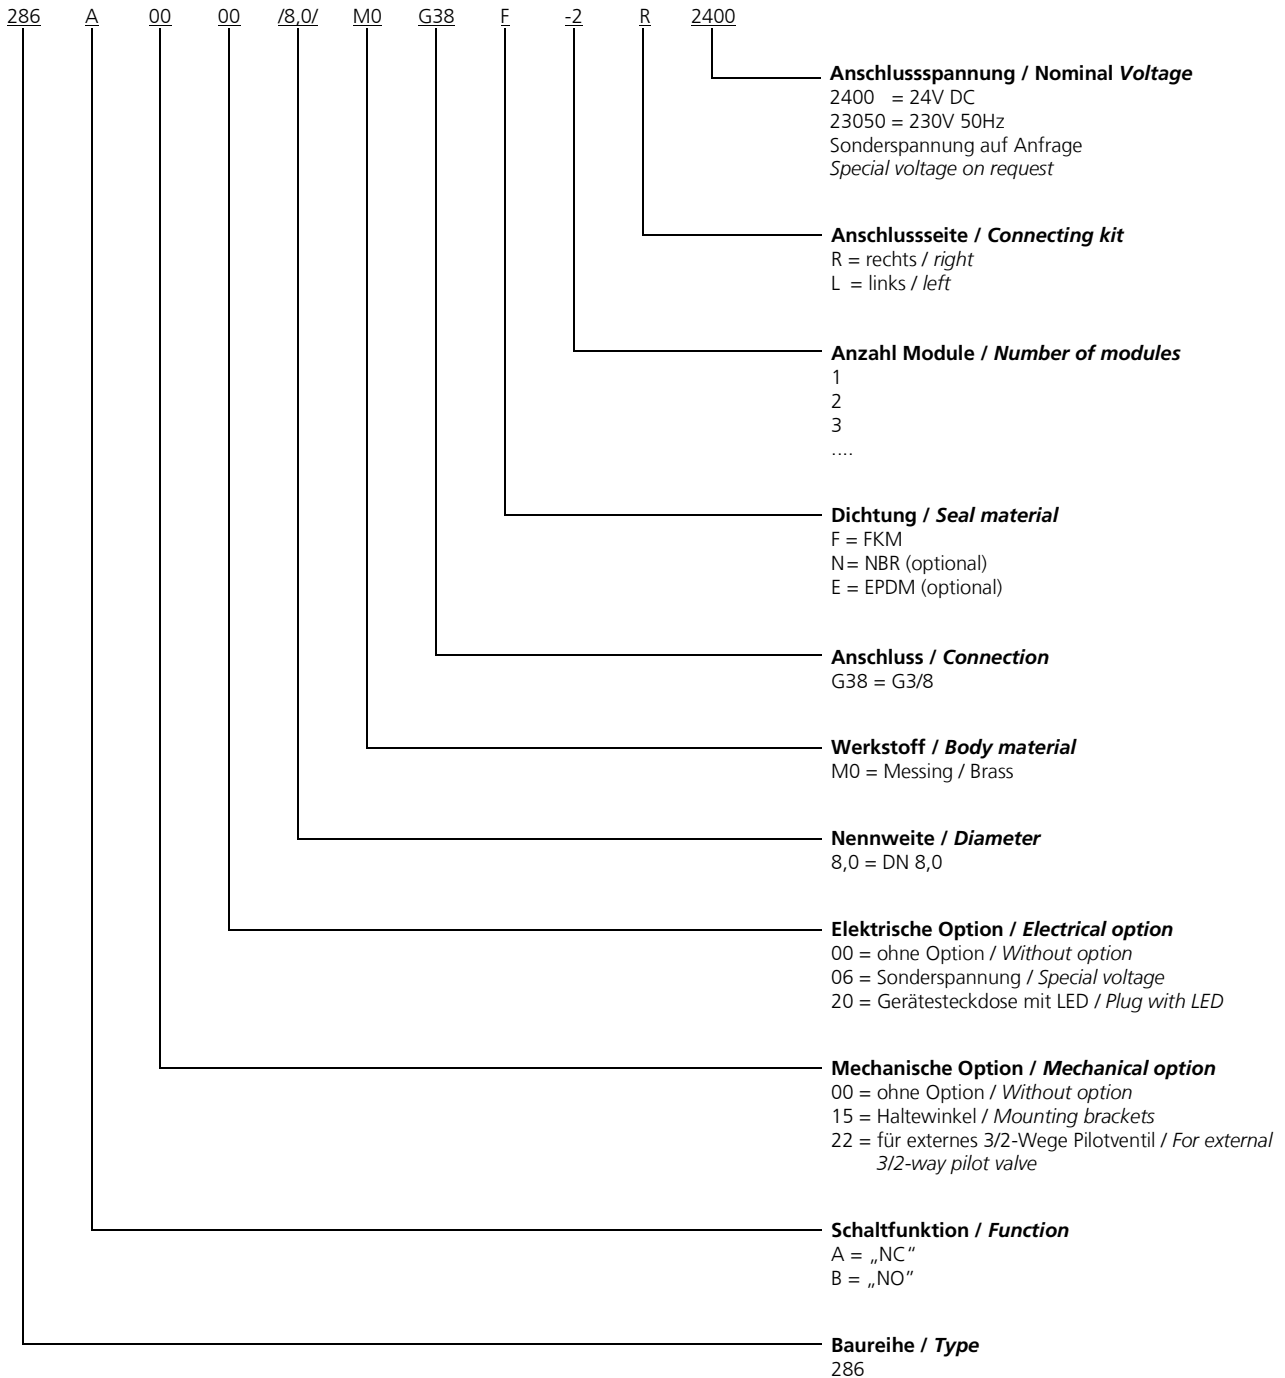 286 A 00 00 /8,0/ M0 G38 F -2 R 2400
Anschlussspannung / Nominal Voltage
2400 = 24V DC
23050 = 230V 50Hz
Sonderspannung auf Anfrage
Special voltage on request
Anschlussseite / Connecting kit
R = rechts / right
L = links / left
Anzahl Module / Number of modules
1
2
3
....
Dichtung / Seal material
F = FKM
N= NBR (optional)
E = EPDM (optional)
Anschluss / Connection
G38 = G3/8
Werkstoff / Body material
M0 = Messing / Brass
Nennweite / Diameter
8,0 = DN 8,0
Elektrische Option / Electrical option
00 = ohne Option / Without option
06 = Sonderspannung / Special voltage
20 = Gerätesteckdose mit LED / Plug with LED
Mechanische Option / Mechanical option
00 = ohne Option / Without option
15 = Haltewinkel / Mounting brackets
22 = für externes 3/2-Wege Pilotventil / For external
3/2-way pilot valve
Schaltfunktion / Function
A = „NC“
B = „NO“
Baureihe / Type
286